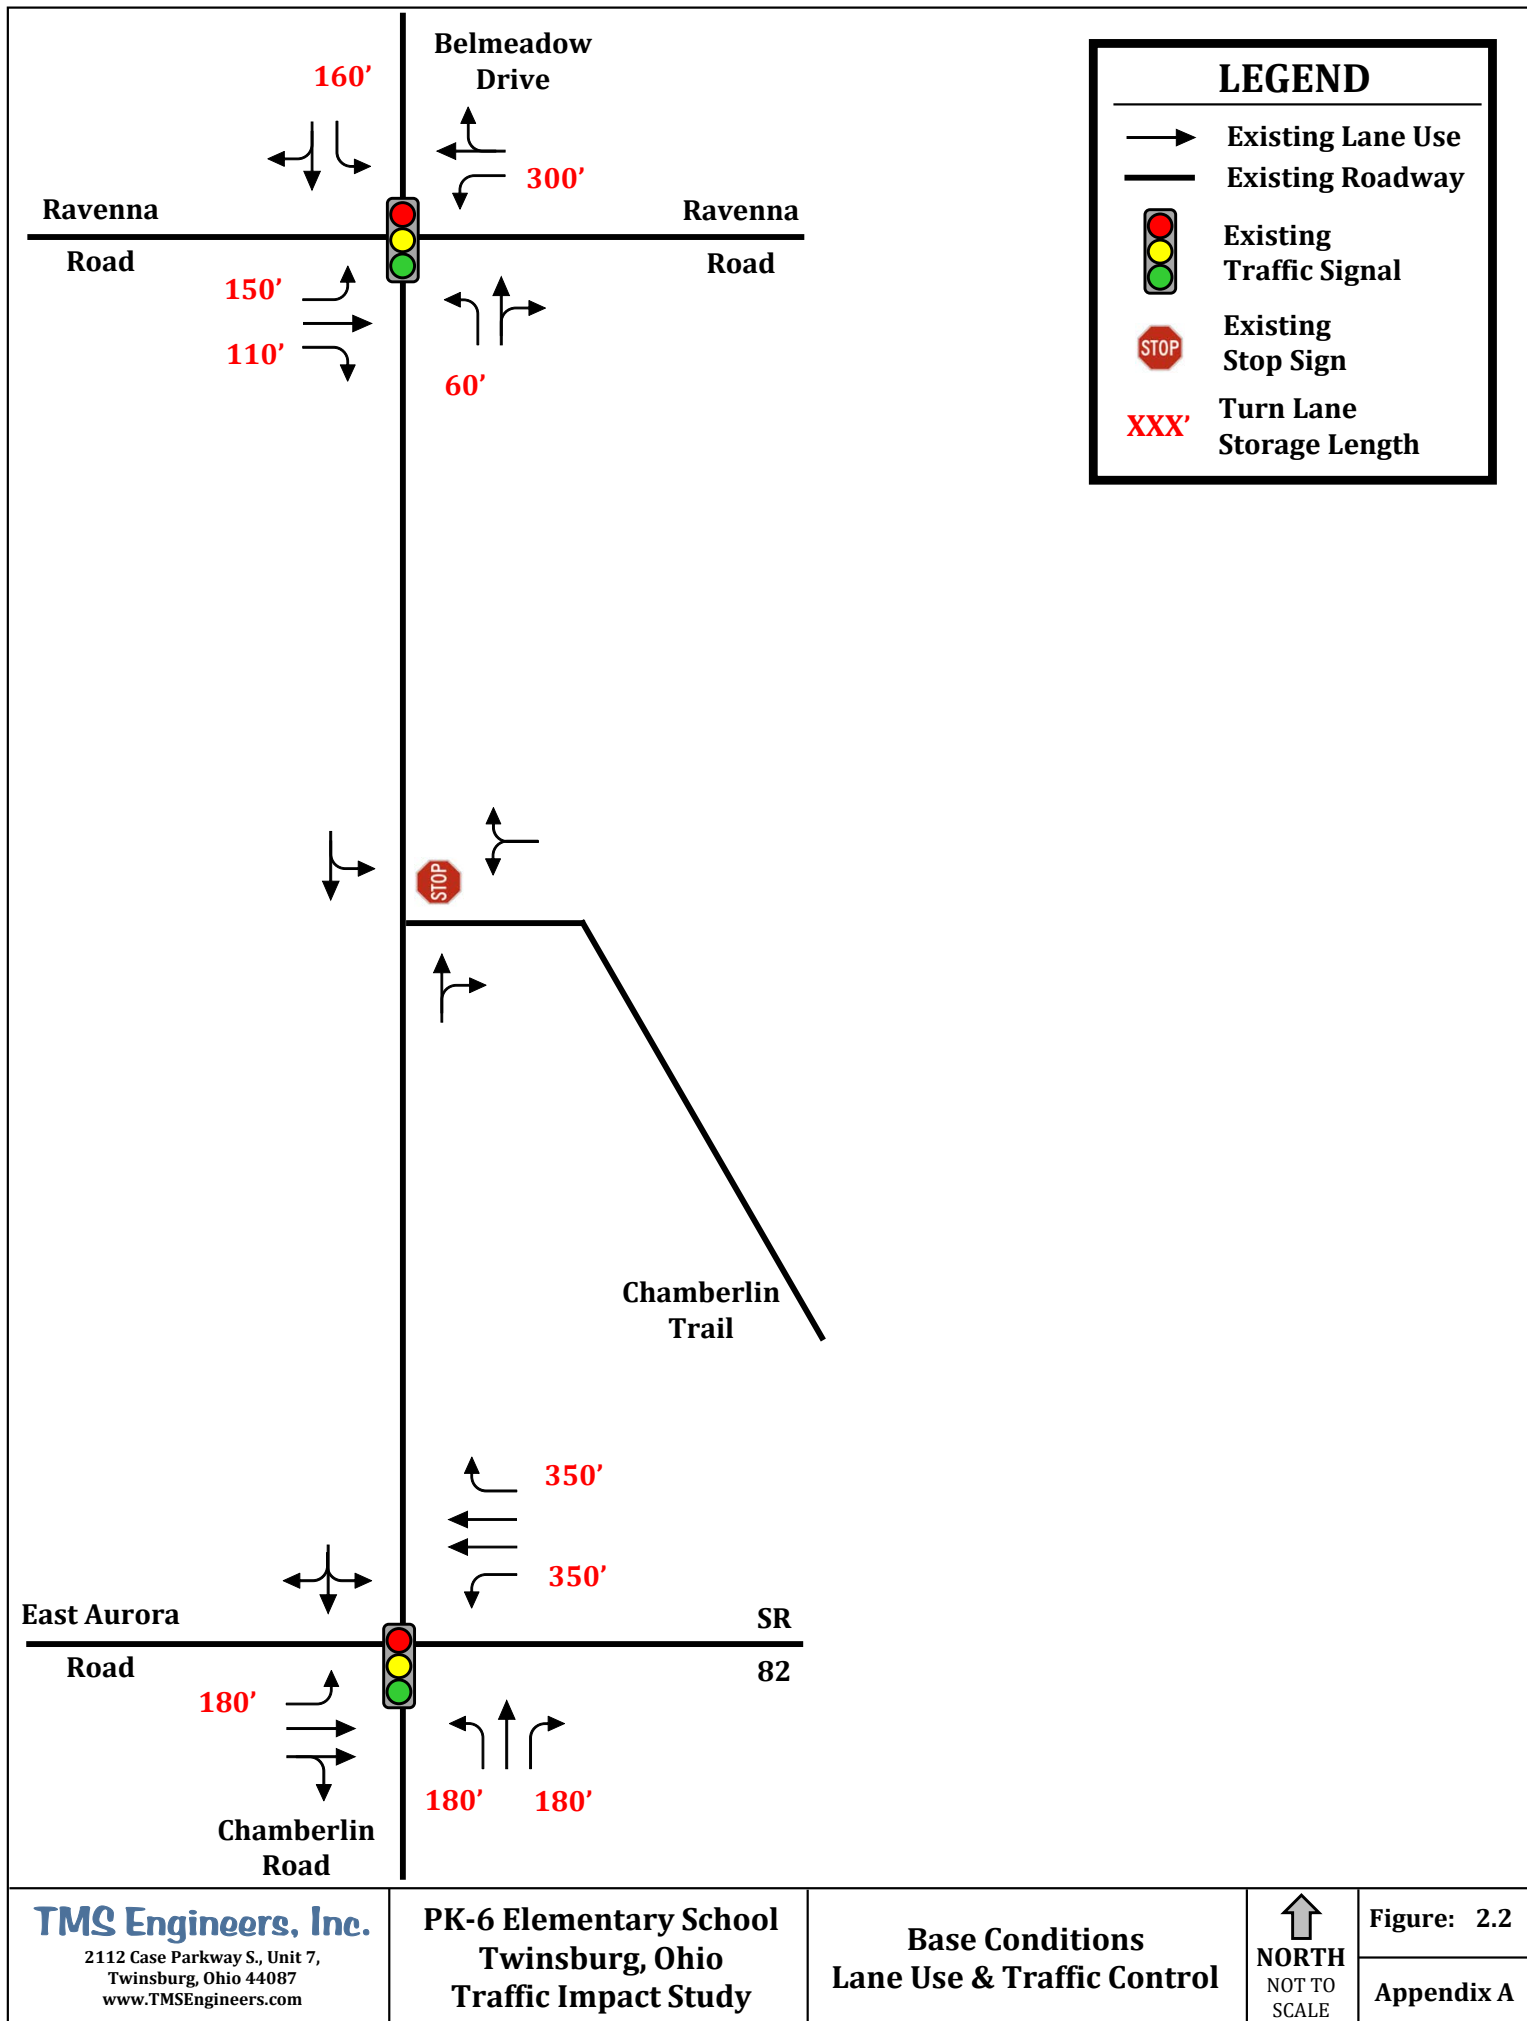 Belmeadow
Drive
160’
300’
Ravenna
Road
Ravenna
Road
150’
110’
60’
LEGEND
Existing Lane Use
Existing Roadway
Existing
Traffic Signal
STOP
Existing
Stop Sign
XXX’
Turn Lane
Storage Length
STOP
Chamberlin
Trail
350’
350’
East Aurora
Road
SR
82
180’
180’
180’
Chamberlin
Road
TMS Engineers, Inc.
2112 Case Parkway S., Unit 7,
Twinsburg, Ohio 44087
www.TMSEngineers.com
PK-6 Elementary School
Twinsburg, Ohio
Traffic Impact Study
Base Conditions
Lane Use & Traffic Control
NORTH
NOT TO
SCALE
Figure: 2.2
Appendix A